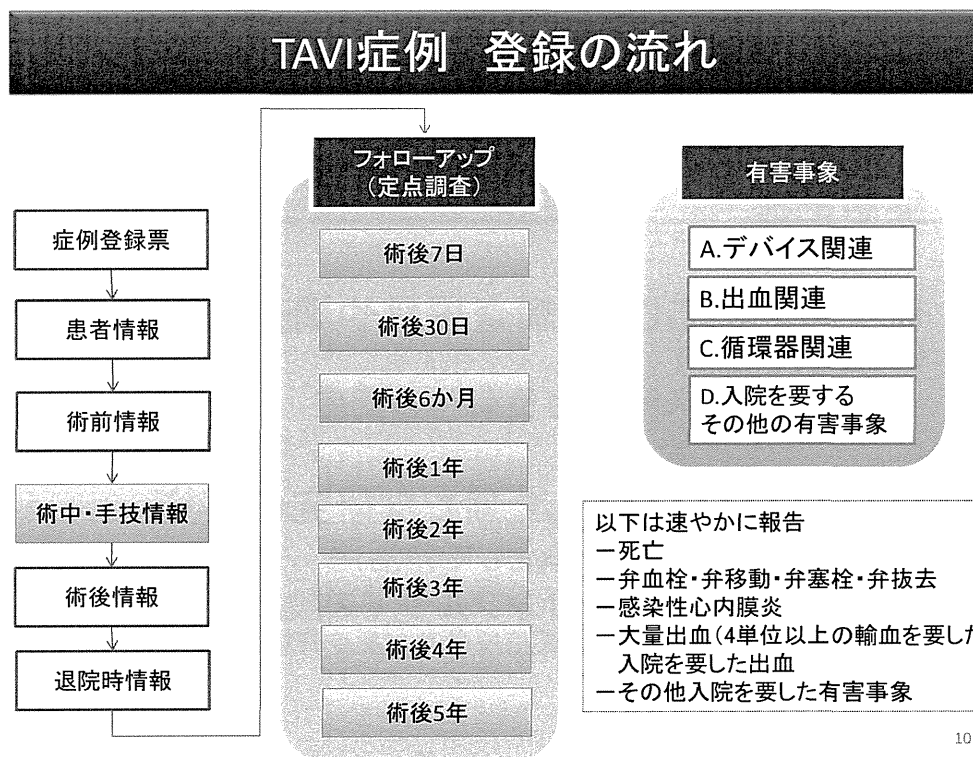 TAVI症例 登録の流れ
症例登録票
患者情報
術前情報
術中・手技情報
術後情報
退院時情報
フォローアップ
(定点調査)
術後7日
術後30日
術後6か月
術後1年
術後2年
術後3年
術後4年
術後5年
有害事象
A.デバイス関連
B.出血関連
C.循環器関連
D.入院を要する
その他の有害事象
以下は速やかに報告
－死亡
－弁血栓・弁移動・弁塞栓・弁抜去
－感染性心内膜炎
－大量出血(4単位以上の輸血を要した
入院を要した出血
－その他入院を要した有害事象
10